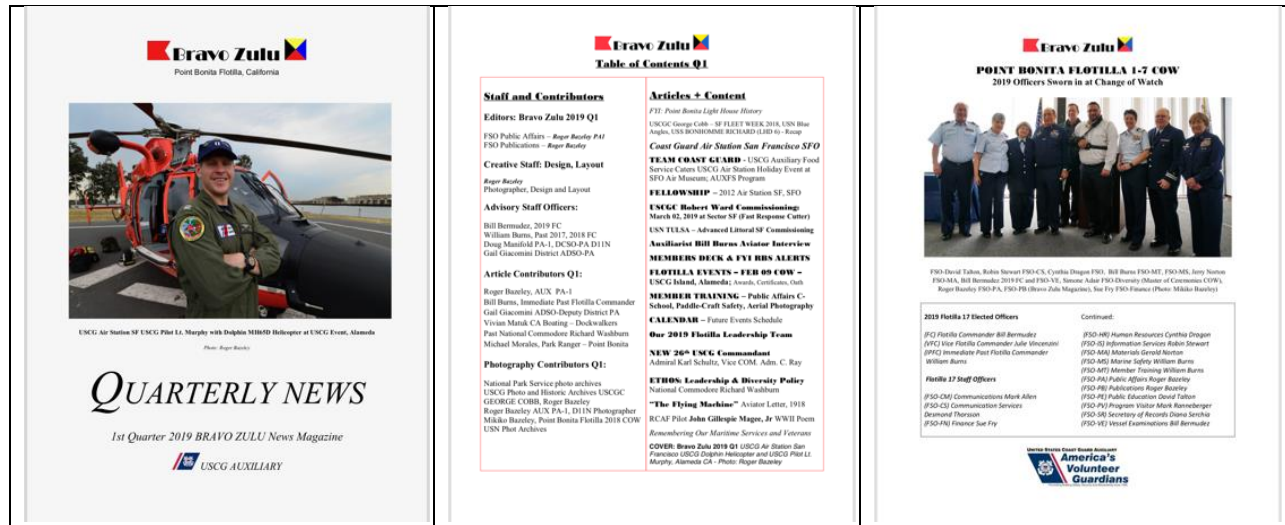 Bravo Zulu
Point Bonita Flotilla, California
USCG Air Station SF USCG Pilot Lt. Murphy with Dolphin MH65D Helicopter at USCG Event, Alameda
Photo: Roger Bazeley
QUARTERLY NEWS
1st Quarter 2019 BRAVO ZULU News Magazine
USCG AUXILIARY
Bravo Zulu
Table of Contents Q1
Staff and Contributors
Editors: Bravo Zulu 2019 Q1
FSO Public Affairs – Roger Bazeley PA1
FSO Publications – Roger Bazeley
Creative Staff: Design, Layout
Roger Bazeley
Photographer, Design and Layout
Advisory Staff Officers:
Bill Bermudez, 2019 FC
William Burns, Past 2017, 2018 FC
Doug Manifold PA-1, DCSO-PA D11N
Gail Giacomini District ADSO-PA
Article Contributors Q1:
Roger Bazeley, AUX PA-1
Bill Burns, Immediate Past Flotilla Commander
Gail Giacomini ADSO-Deputy District PA
Vivian Matuk CA Boating – Dockwalkers
Past National Commodore Richard Washburn
Michael Morales, Park Ranger – Point Bonita
Photography Contributors Q1:
National Park Service photo archives
USCG Photo and Historic Archives USCGC
GEORGE COBB, Roger Bazeley
Roger Bazeley AUX PA-1, D11N Photographer
Mikiko Bazeley, Point Bonita Flotilla 2018 COW
USN Phot Archives
Articles + Content
FYI: Point Bonita Light House History
USCGC George Cobb – SF FLEET WEEK 2018, USN Blue
Angles, USS BONHOMME RICHARD (LHD 6) - Recap
Coast Guard Air Station San Francisco SFO
TEAM COAST GUARD - USCG Auxiliary Food
Service Caters USCG Air Station Holiday Event at
SFO Air Museum; AUXFS Program
FELLOWSHIP – 2012 Air Station SF, SFO
USCGC Robert Ward Commissioning:
March 02, 2019 at Sector SF (Fast Response Cutter)
USN TULSA – Advanced Littoral SF Commissioning
Auxiliarist Bill Burns Aviator Interview
MEMBERS DECK & FYI RBS ALERTS
FLOTILLA EVENTS – FEB 09 COW –
USCG Island, Alameda; Awards, Certificates, Oath
MEMBER TRAINING – Public Affairs C-
School, Paddle-Craft Safety, Aerial Photography
CALENDAR – Future Events Schedule
Our 2019 Flotilla Leadership Team
NEW 26th USCG Commandant
Admiral Karl Schultz, Vice COM. Adm. C. Ray
ETHOS: Leadership & Diversity Policy
National Commodore Richard Washburn
"The Flying Machine" Aviator Letter, 1918
RCAF Pilot John Gillespie Magee, Jr WWII Poem
Remembering Our Maritime Services and Veterans
COVER: Bravo Zulu 2019 Q1 USCG Air Station San
Francisco USCG Dolphin Helicopter and USCG Pilot Lt.
Murphy, Alameda CA - Photo: Roger Bazeley
Bravo Zulu
POINT BONITA FLOTILLA 1-7 COW
2019 Officers Sworn in at Change of Watch
FSO-David Talton, Robin Stewart FSO-CS, Cynthia Dragon FSO, Bill Burns FSO-MT, FSO-MS, Jerry Norton
FSO-MA, Bill Bermudez 2019 FC and FSO-VE, Simone Adair FSO-Diversity (Master of Ceremonies COW),
Roger Bazeley FSO-PA, FSO-PB (Bravo Zulu Magazine), Sue Fry FSO-Finance (Photo: Mikiko Bazeley)
2019 Flotilla 17 Elected Officers
(FC) Flotilla Commander Bill Bermudez
(VFC) Vice Flotilla Commander Julie Vincenzini
(IPFC) Immediate Past Flotilla Commander
William Burns
Flotilla 17 Staff Officers
(FSO-CM) Communications Mark Allen
(FSO-CS) Communication Services
Desmond Thorsson
(FSO-FN) Finance Sue Fry
Continued:
(FSO-HR) Human Resources Cynthia Dragon
(FSO-IS) Information Services Robin Stewart
(FSO-MA) Materials Gerold Norton
(FSO-MS) Marine Safety William Burns
(FSO-MT) Member Training William Burns
(FSO-PA) Public Affairs Roger Bazeley
(FSO-PB) Publications Roger Bazeley
(FSO-PE) Public Education David Talton
(FSO-PV) Program Visitor Mark Ranneberger
(FSO-SR) Secretary of Records Diana Serchia
(FSO-VE) Vessel Examinations Bill Bermudez
UNITED STATES COAST GUARD AUXILIARY
America's
Volunteer
Guardians